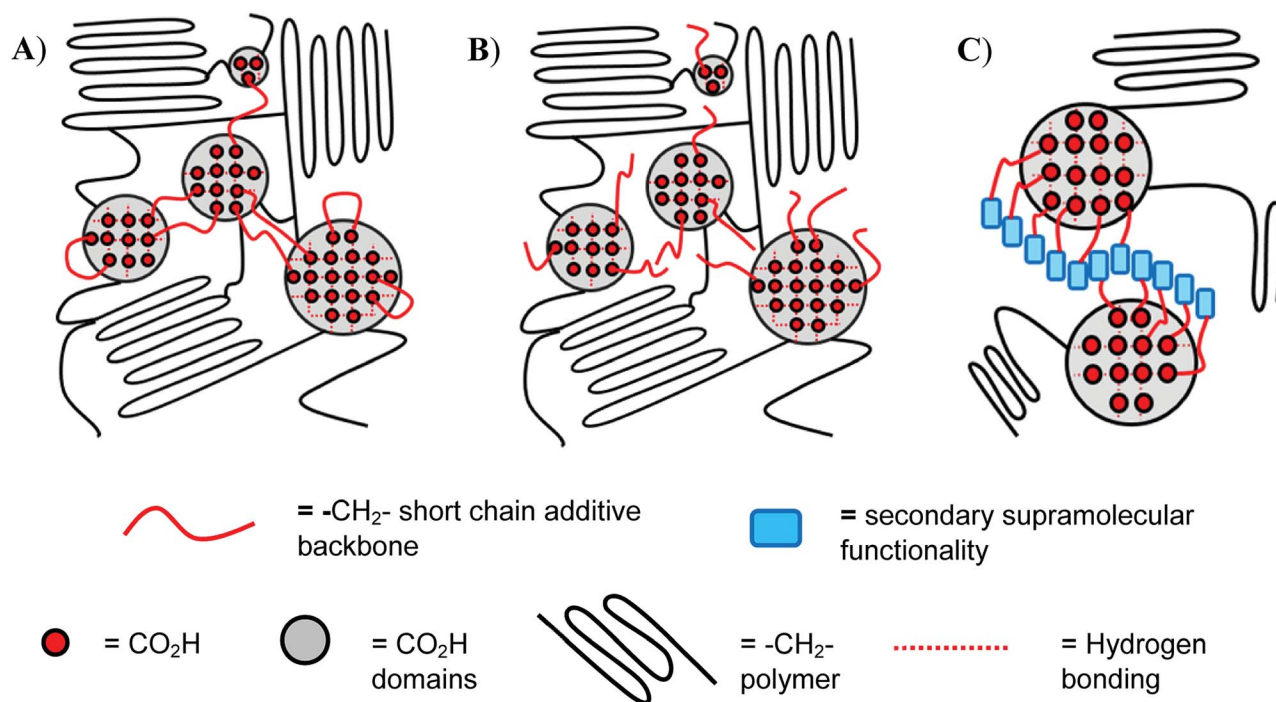 A)
B)
C)
= -CH₂- short chain additive
backbone
= secondary supramolecular
functionality
= CO₂H
= CO₂H
domains
= -CH₂-
polymer
= Hydrogen
bonding